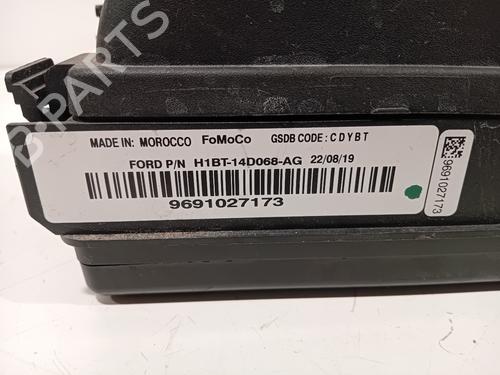 B-PARTS
MADE IN: MOROCCO FoMoCo GSDB CODE : C D Y B T
FORD P/N H1BT-14D068-AG 22/08/19
9691027173
9691027173